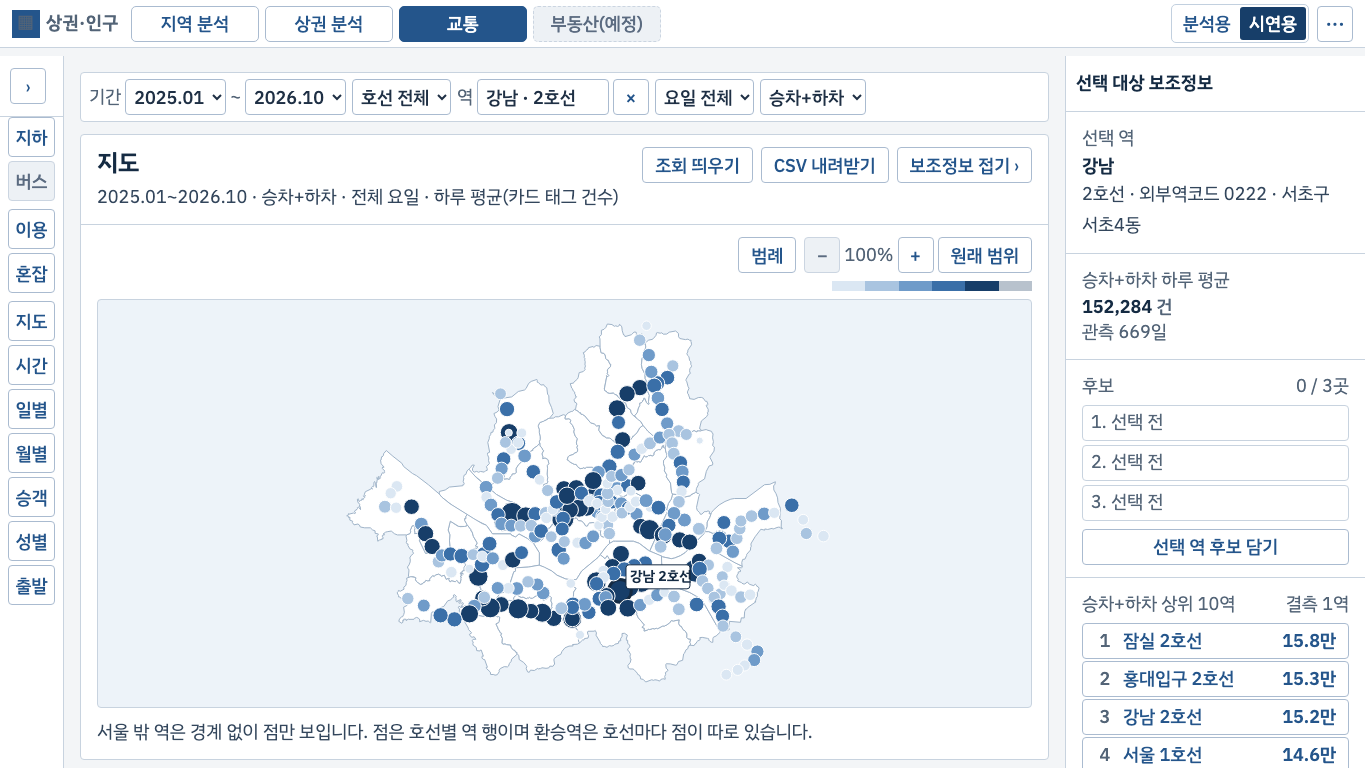 상권·인구 지역 분석 상권 분석 교통 부동산(예정) 분석용 시연용 ···
›
지하
버스
이용
혼잡
지도
시간
일별
월별
승객
성별
출발
기간 2025.01 ~ 2026.10 호선 전체 역 강남 · 2호선 × 요일 전체 승차+하차
지도
조회 띄우기 CSV 내려받기 보조정보 접기 ›
2025.01~2026.10 · 승차+하차 · 전체 요일 · 하루 평균(카드 태그 건수)
범례 − 100% + 원래 범위
강남 2호선
서울 밖 역은 경계 없이 점만 보입니다. 점은 호선별 역 행이며 환승역은 호선마다 점이 따로 있습니다.
선택 대상 보조정보
선택 역
강남
2호선 · 외부역코드 0222 · 서초구
서초4동
승차+하차 하루 평균
152,284 건
관측 669일
후보 0 / 3곳
1. 선택 전
2. 선택 전
3. 선택 전
선택 역 후보 담기
승차+하차 상위 10역 결측 1역
1 잠실 2호선 15.8만
2 홍대입구 2호선 15.3만
3 강남 2호선 15.2만
4 서울 1호선 14.6만